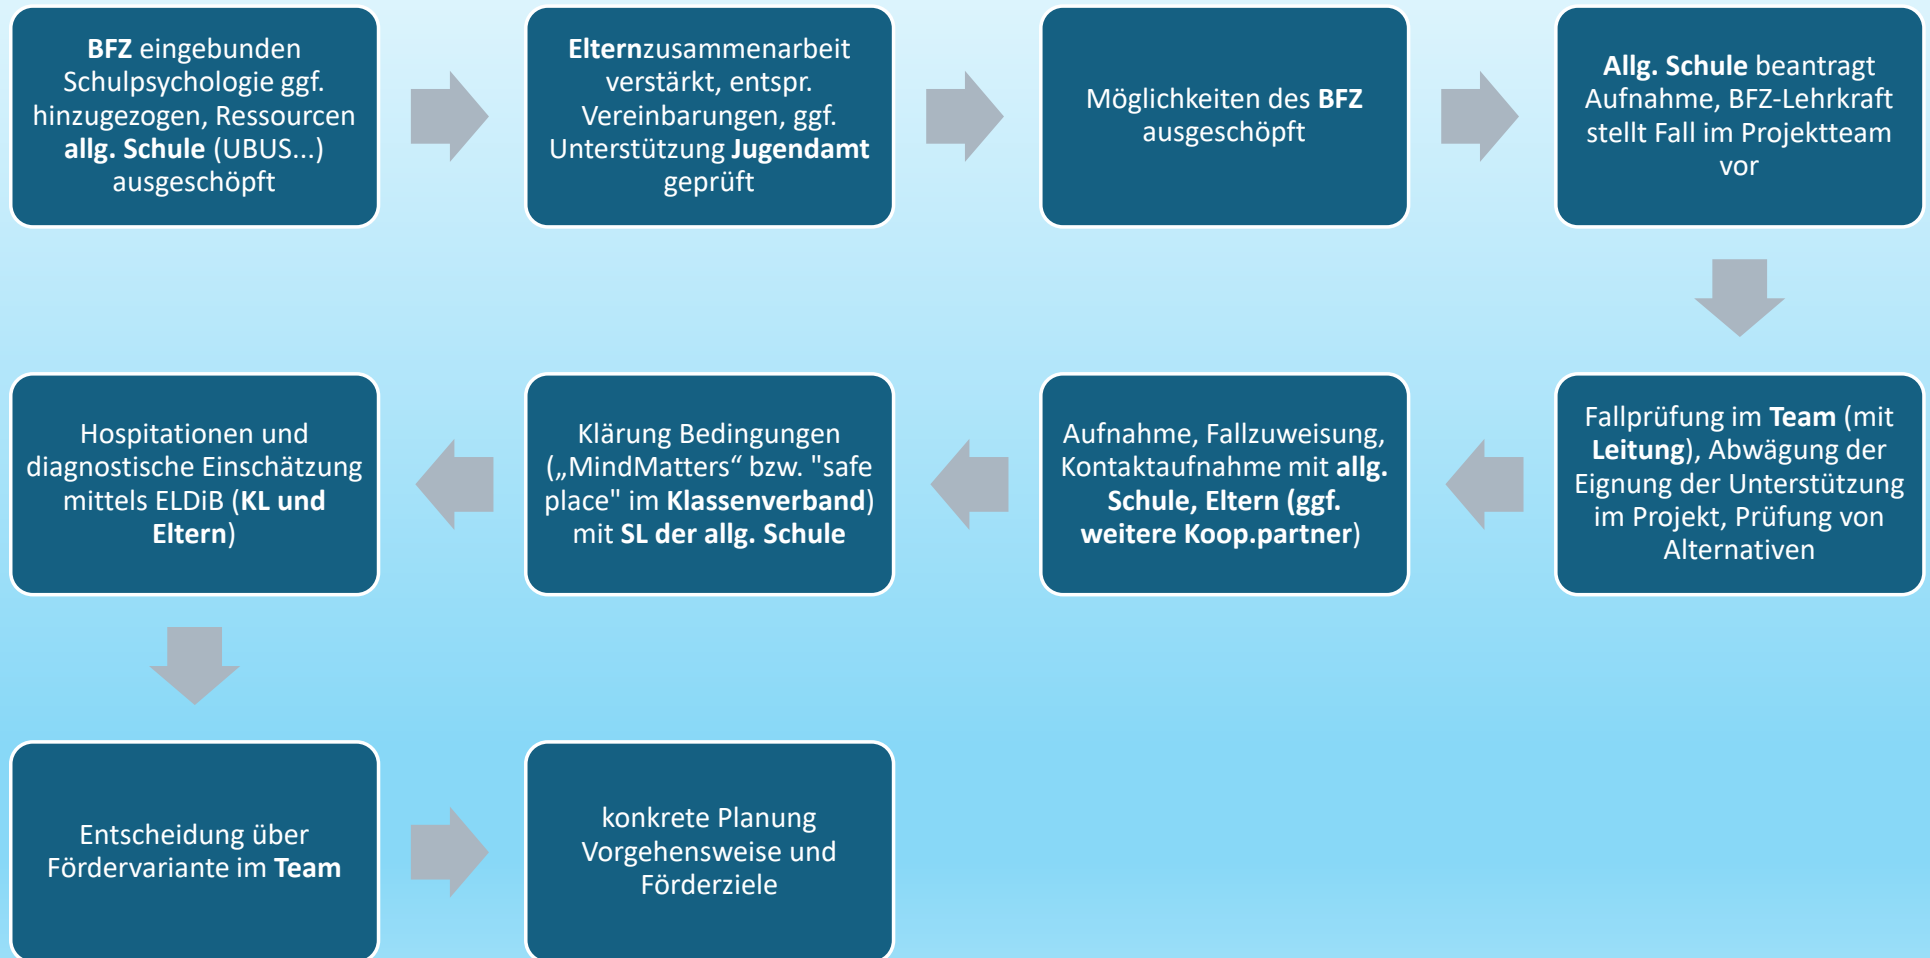 BFZ eingebunden
Schulpsychologie ggf.
hinzugezogen, Ressourcen
allg. Schule (UBUS...)
ausgeschöpft
Elternzusammenarbeit
verstärkt, entspr.
Vereinbarungen, ggf.
Unterstützung Jugendamt
geprüft
Möglichkeiten des BFZ
ausgeschöpft
Allg. Schule beantragt
Aufnahme, BFZ-Lehrkraft
stellt Fall im Projektteam
vor
Fallprüfung im Team (mit
Leitung), Abwägung der
Eignung der Unterstützung
im Projekt, Prüfung von
Alternativen
Aufnahme, Fallzuweisung,
Kontaktaufnahme mit allg.
Schule, Eltern (ggf.
weitere Koop.partner)
Klärung Bedingungen
(„MindMatters“ bzw. "safe
place" im Klassenverband)
mit SL der allg. Schule
Hospitationen und
diagnostische Einschätzung
mittels ELDiB (KL und
Eltern)
Entscheidung über
Fördervariante im Team
konkrete Planung
Vorgehensweise und
Förderziele